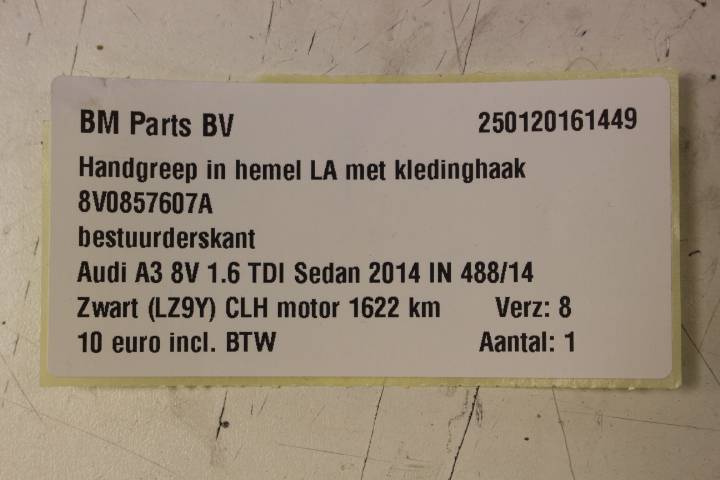 BM Parts BV 250120161449
Handgreep in hemel LA met kledinghaak
8V0857607A
bestuurderskant
Audi A3 8V 1.6 TDI Sedan 2014 IN 488/14
Zwart (LZ9Y) CLH motor 1622 km Verz: 8
10 euro incl. BTW Aantal: 1